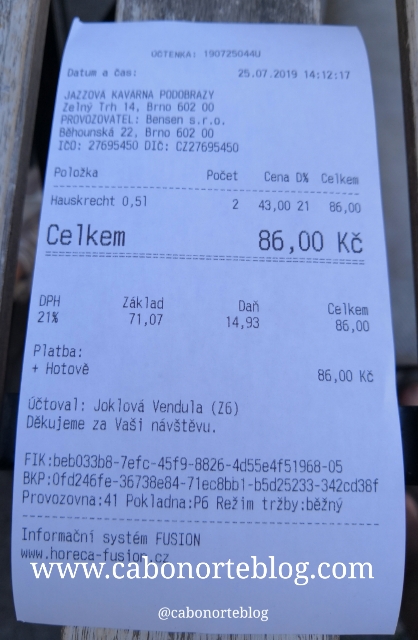 ÚČTENKA: 190725044U
Datum a čas: 25.07.2019 14:12:17
JAZZOVÁ KAVÁRNA PODOBRAZY
Zelný Trh 14, Brno 602 00
PROVOZOVATEL: Bensen s.r.o.
Běhounská 22, Brno 602 00
IČO: 27695450 DIČ: CZ27695450
Položka Počet Cena D% Celkem
Hauskrecht 0,5l 2 43,00 21 86,00
Celkem 86,00 Kč
DPH Základ Daň Celkem
21% 71,07 14,93 86,00
Platba:
+ Hotově 86,00 Kč
Účtoval: Joklová Vendula (Z6)
Děkujeme za Vaši návštěvu.
FIK:beb033b8-7efc-45f9-8826-4d55e4f51968-05
BKP:0fd246fe-36738e84-71ec8bb1-b5d25233-342cd38f
Provozovna:41 Pokladna:P6 Režim tržby:běžný
Informační systém FUSION
www.horeca-fusion.cz
www.cabonorteblog.com
@cabonorteblog